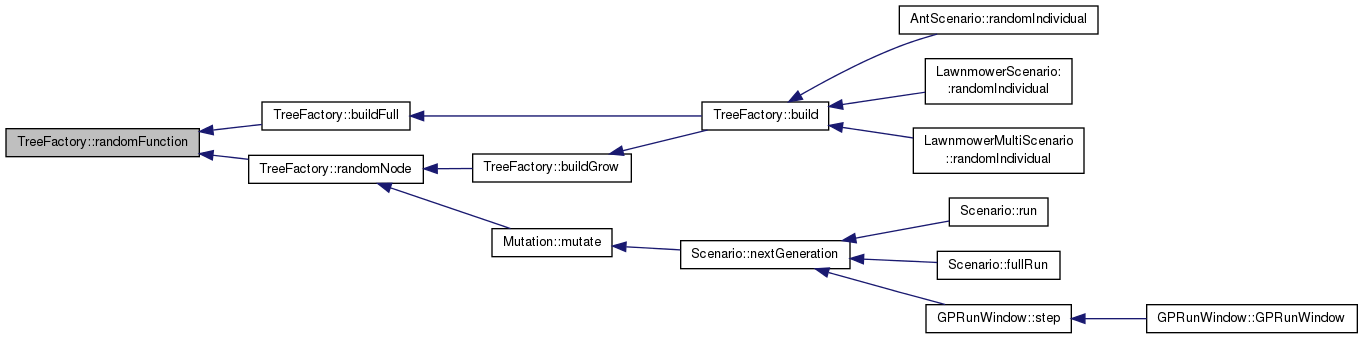 TreeFactory::randomFunction
TreeFactory::buildFull
TreeFactory::randomNode
TreeFactory::buildGrow
Mutation::mutate
TreeFactory::build
Scenario::nextGeneration
AntScenario::randomIndividual
LawnmowerScenario:
:randomIndividual
LawnmowerMultiScenario
::randomIndividual
Scenario::run
Scenario::fullRun
GPRunWindow::step
GPRunWindow::GPRunWindow